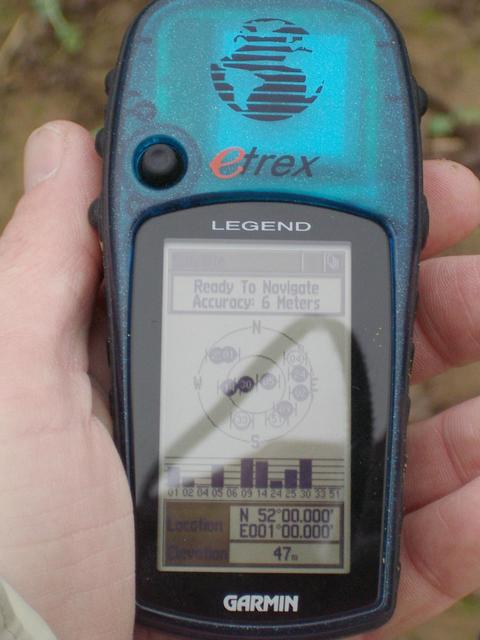 etrex
LEGEND
Ready To Navigate
Accuracy: 6 Meters
N
W E
S
01 02 04 05 06 09 14 24 25 30 33 51
Location
N 52°00.000'
E001°00.000'
Elevation 47m
GARMIN